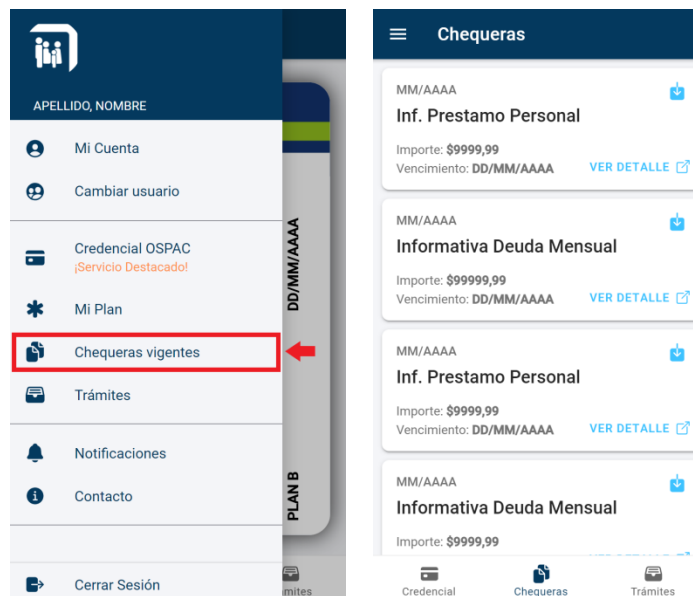 APELLIDO, NOMBRE
Mi Cuenta
Cambiar usuario
Credencial OSPAC
¡Servicio Destacado!
Mi Plan
Chequeras vigentes
Trámites
Notificaciones
Contacto
Cerrar Sesión
DD/MM/AAAA
PLAN B
mites
Chequeras
MM/AAAA
Inf. Prestamo Personal
Importe: $9999,99
Vencimiento: DD/MM/AAAA VER DETALLE
MM/AAAA
Informativa Deuda Mensual
Importe: $99999,99
Vencimiento: DD/MM/AAAA VER DETALLE
MM/AAAA
Inf. Prestamo Personal
Importe: $9999,99
Vencimiento: DD/MM/AAAA VER DETALLE
MM/AAAA
Informativa Deuda Mensual
Importe: $9999,99
Credencial Chequeras Trámites